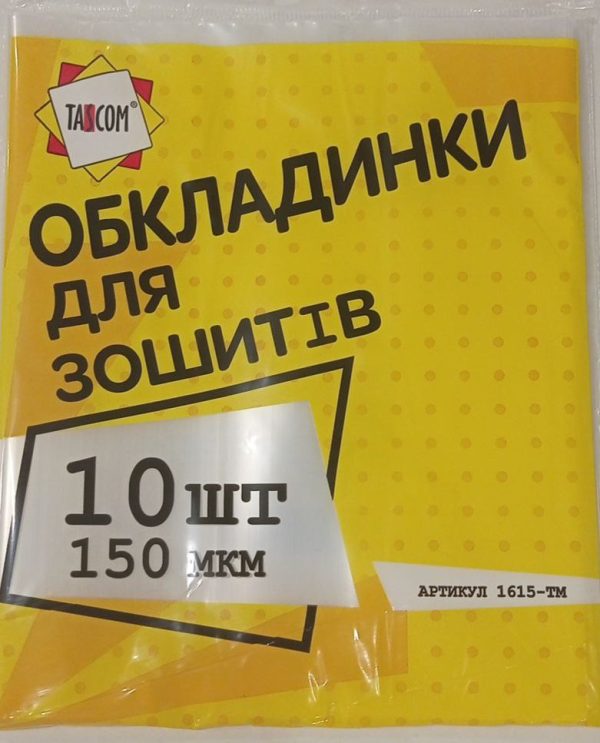 TASCOM®
ОБКЛАДИНКИ
ДЛЯ
ЗОШИТІВ
10 ШТ
150 МКМ
АРТИКУЛ 1615-ТМ